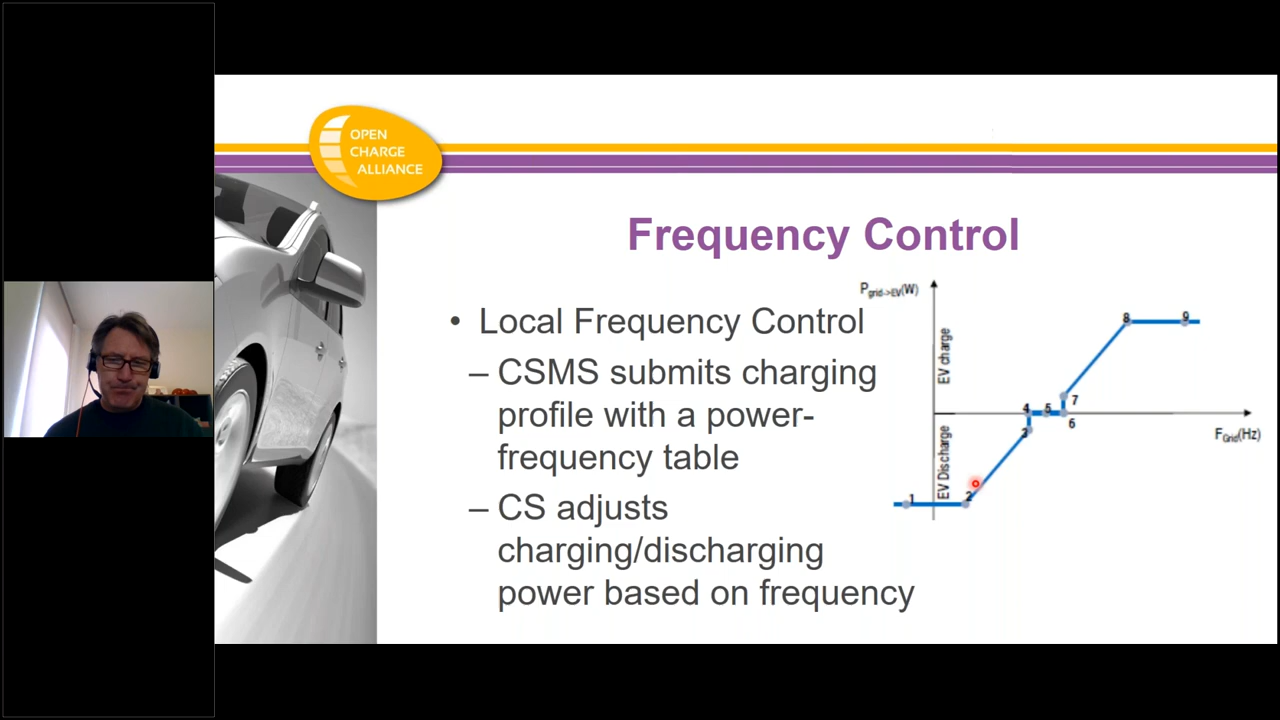 OPEN
CHARGE
ALLIANCE
Frequency Control
• Local Frequency Control
– CSMS submits charging
profile with a power-
frequency table
– CS adjusts
charging/discharging
power based on frequency
Pgrid->EV(W)
EV charge
EV Discharge
FGrid(Hz)
1
2
3
4
5
6
7
8
9